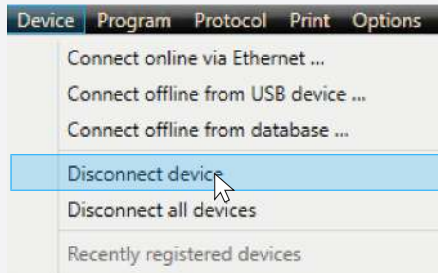 Device Program Protocol Print Options
Connect online via Ethernet ...
Connect offline from USB device ...
Connect offline from database ...
Disconnect device
Disconnect all devices
Recently registered devices